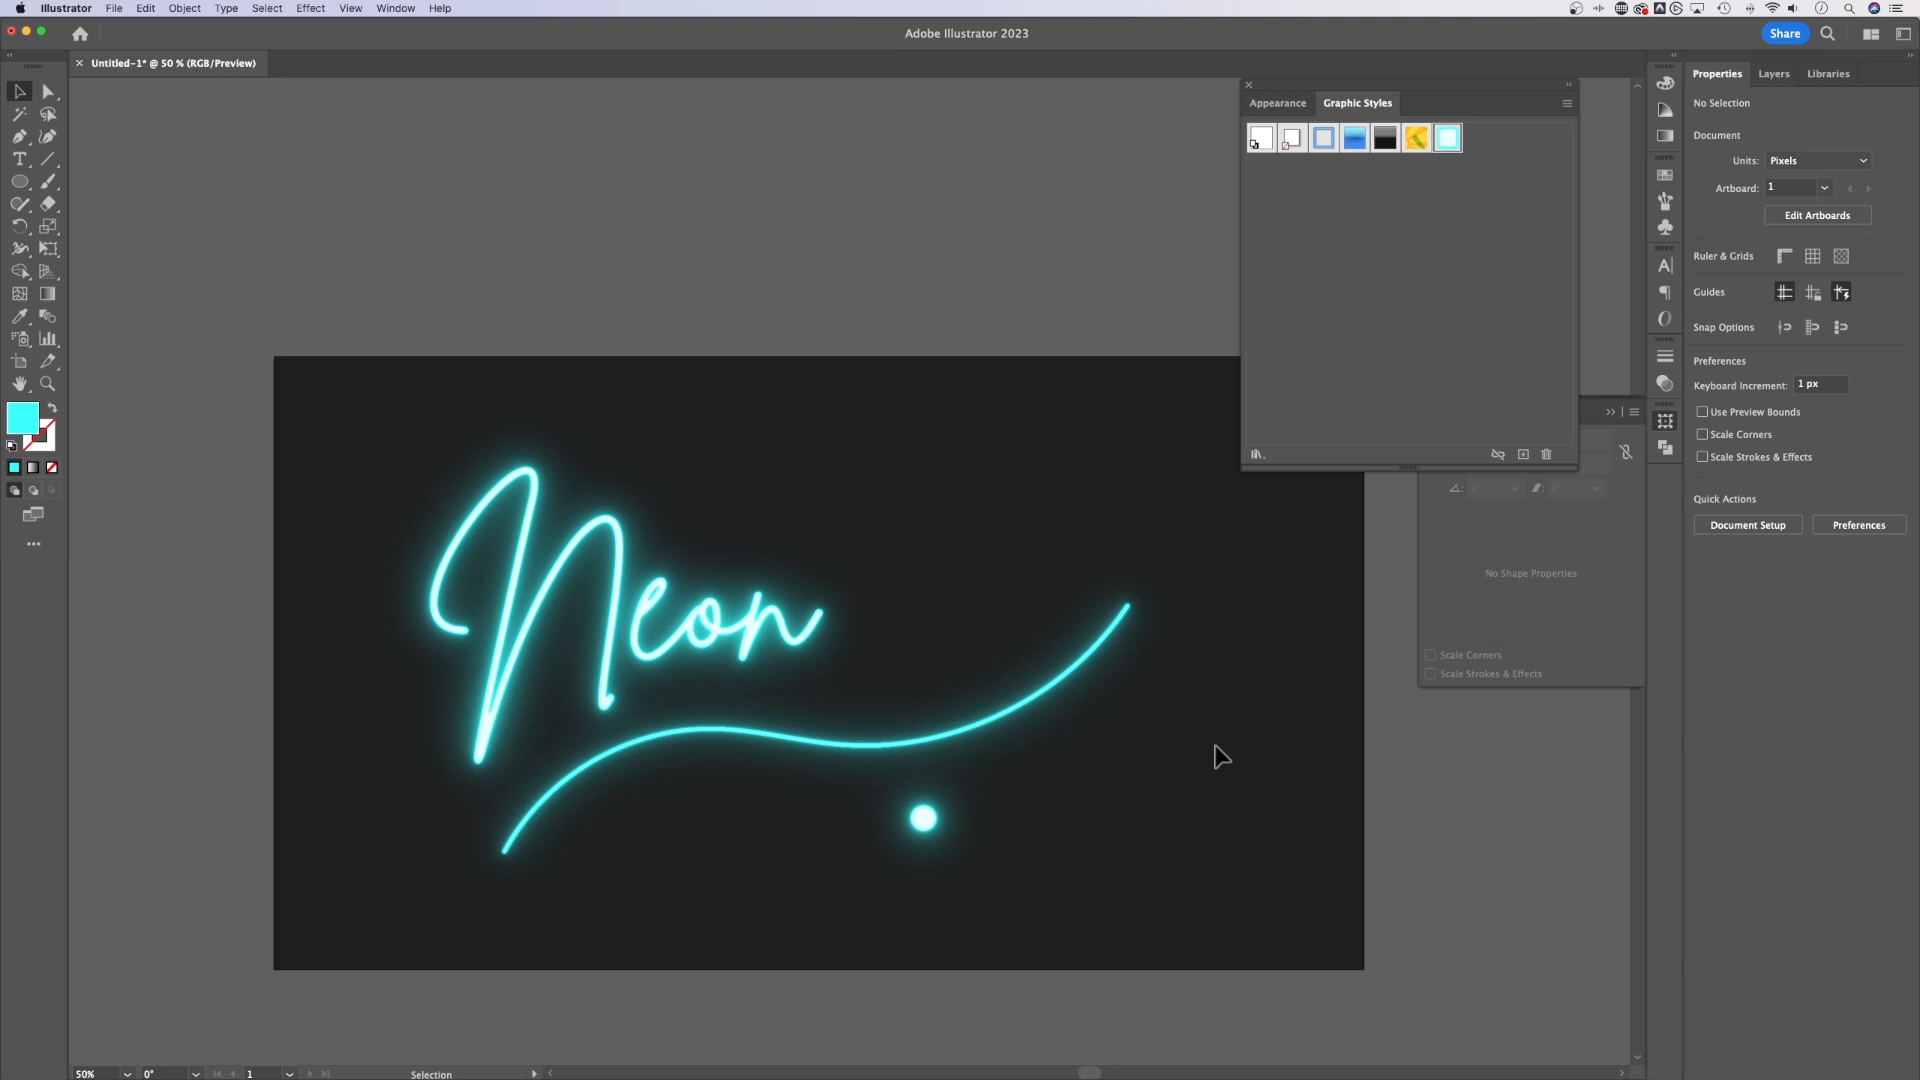 Illustrator File Edit Object Type Select Effect View Window Help
Adobe Illustrator 2023
Share
Untitled-1* @ 50 % (RGB/Preview)
Appearance Graphic Styles
Properties Layers Libraries
No Selection
Document
Units: Pixels
Artboard: 1
Edit Artboards
Ruler & Grids
Guides
Snap Options
Preferences
Keyboard Increment: 1 px
Use Preview Bounds
Scale Corners
Scale Strokes & Effects
Quick Actions
Document Setup Preferences
0° 0°
No Shape Properties
Scale Corners
Scale Strokes & Effects
Neon
50% 0° 1 Selection